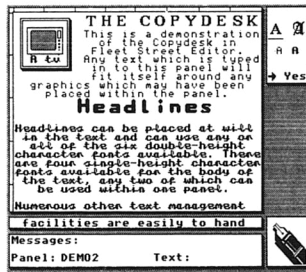 THE COPYDESK
This is a demonstration
of the Copydesk in
Fleet Street Editor.
Any text which is typed
in to this panel will
fit itself around any
graphics which may have been
placed within the panel.
A tv
Headlines
Headlines can be placed at will
in the text and can use any or
all of the six double-height
character fonts available. There
are four single-height character
fonts available for the body of
the text, any two of which can
be used within one panel.
Numerous other text management
facilities are easily to hand
Messages:
Panel: DEMO2 Text:
A A
A A
→ Yes